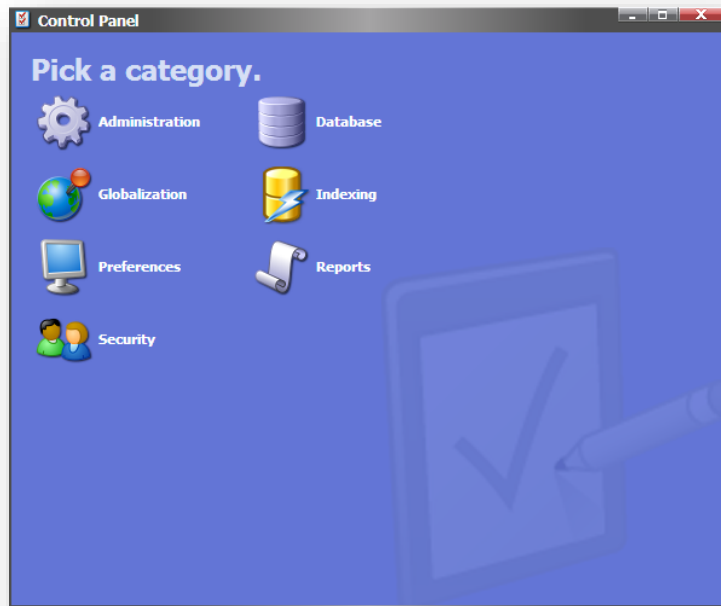 Control Panel
Pick a category.
Administration
Database
Globalization
Indexing
Preferences
Reports
Security